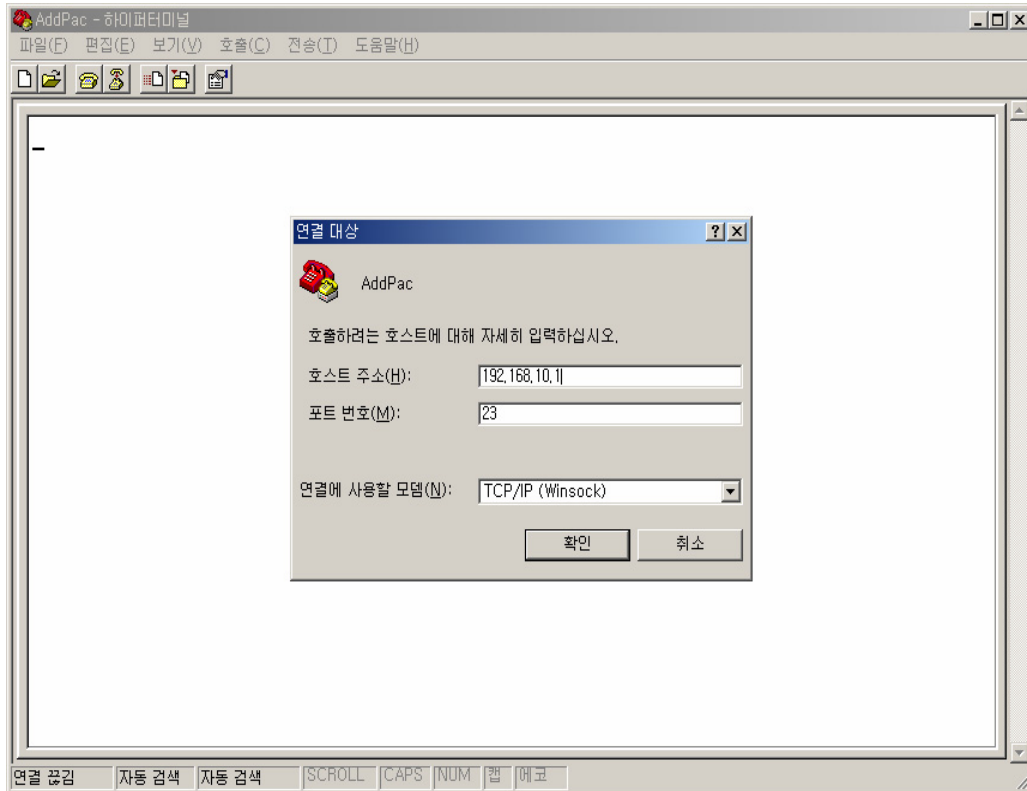 AddPac - 하이퍼터미널
파일(F) 편집(E) 보기(V) 호출(C) 전송(T) 도움말(H)
연결 대상
AddPac
호출하려는 호스트에 대해 자세히 입력하십시오.
호스트 주소(H): 192.168.10.1
포트 번호(M): 23
연결에 사용할 모뎀(N): TCP/IP (Winsock)
확인 취소
연결 끊김 자동 검색 자동 검색 SCROLL CAPS NUM 캡 에코